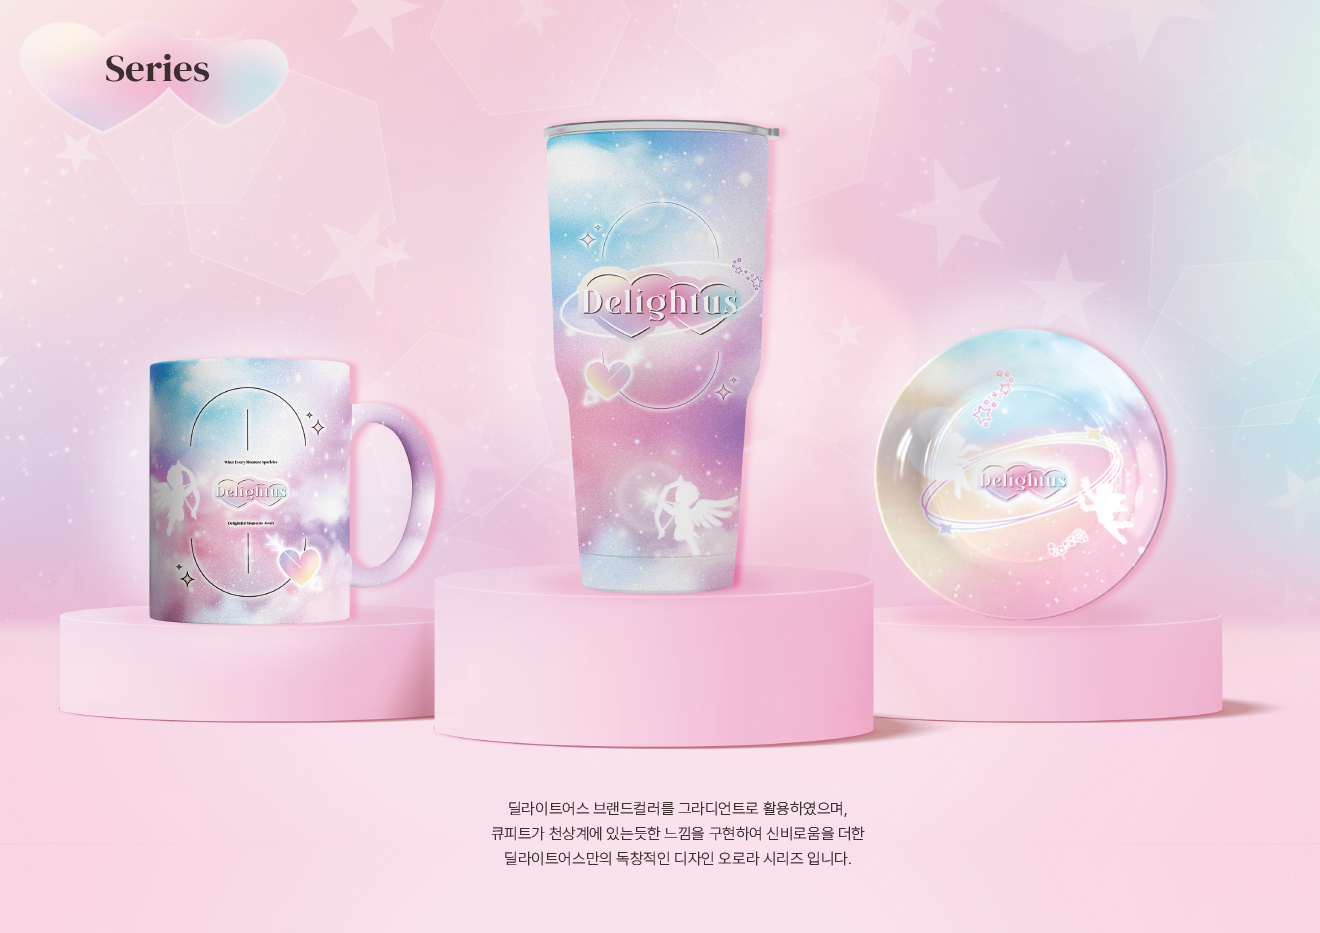 Series
Delightus
What Every Moment Sparkles
Delightus
Delightful Moments Await
Delightus
딜라이트어스 브랜드컬러를 그라디언트로 활용하였으며,
큐피트가 천상계에 있는듯한 느낌을 구현하여 신비로움을 더한
딜라이트어스만의 독창적인 디자인 오로라 시리즈 입니다.